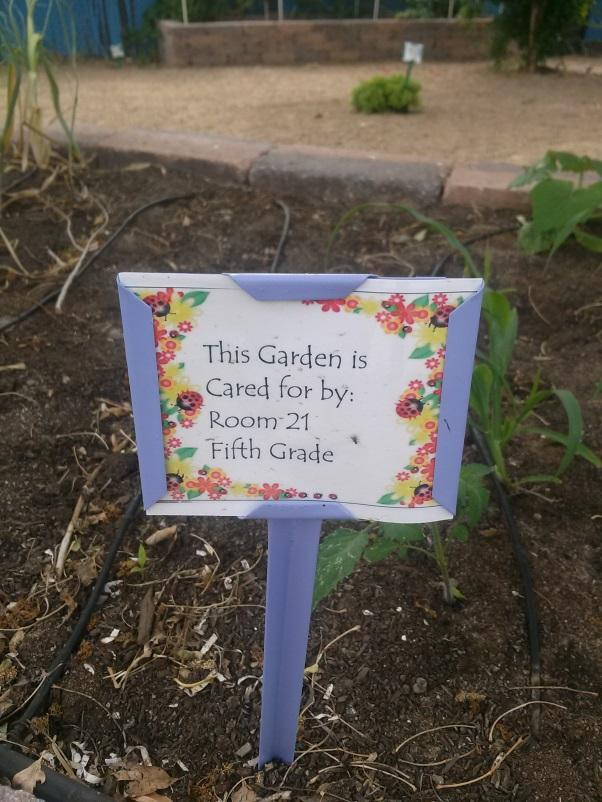 This Garden is
Cared for by:
Room 21
Fifth Grade